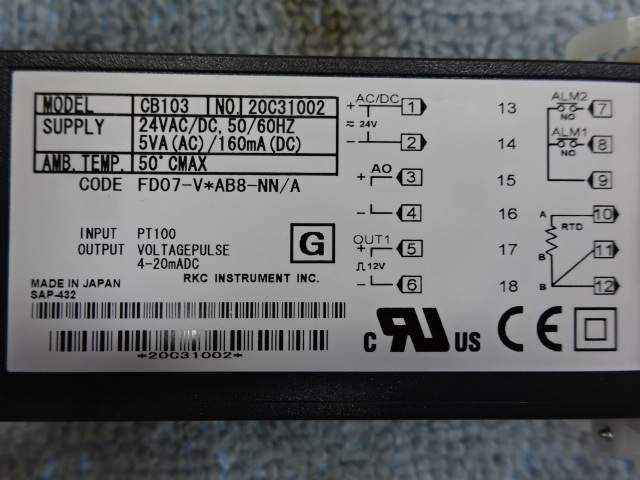 MODEL CB103 NO. 20C31002
SUPPLY 24VAC/DC, 50/60HZ
5VA(AC)/160mA(DC)
AMB.TEMP. 50°CMAX
CODE FD07-V*AB8-NN/A
INPUT PT100
OUTPUT VOLTAGEPULSE
4-20mADC
G
RKC INSTRUMENT INC.
MADE IN JAPAN
SAP-432
*20C31002*
+ AC/DC 1
≂ 24V
- 2
+ AO 3
- 4
OUT1
+ 5
12V
- 6
13
14
15
16
17
18
ALM2
NO 7
ALM1
NO 8
9
A 10
RTD
B 11
B 12
c RU US CE